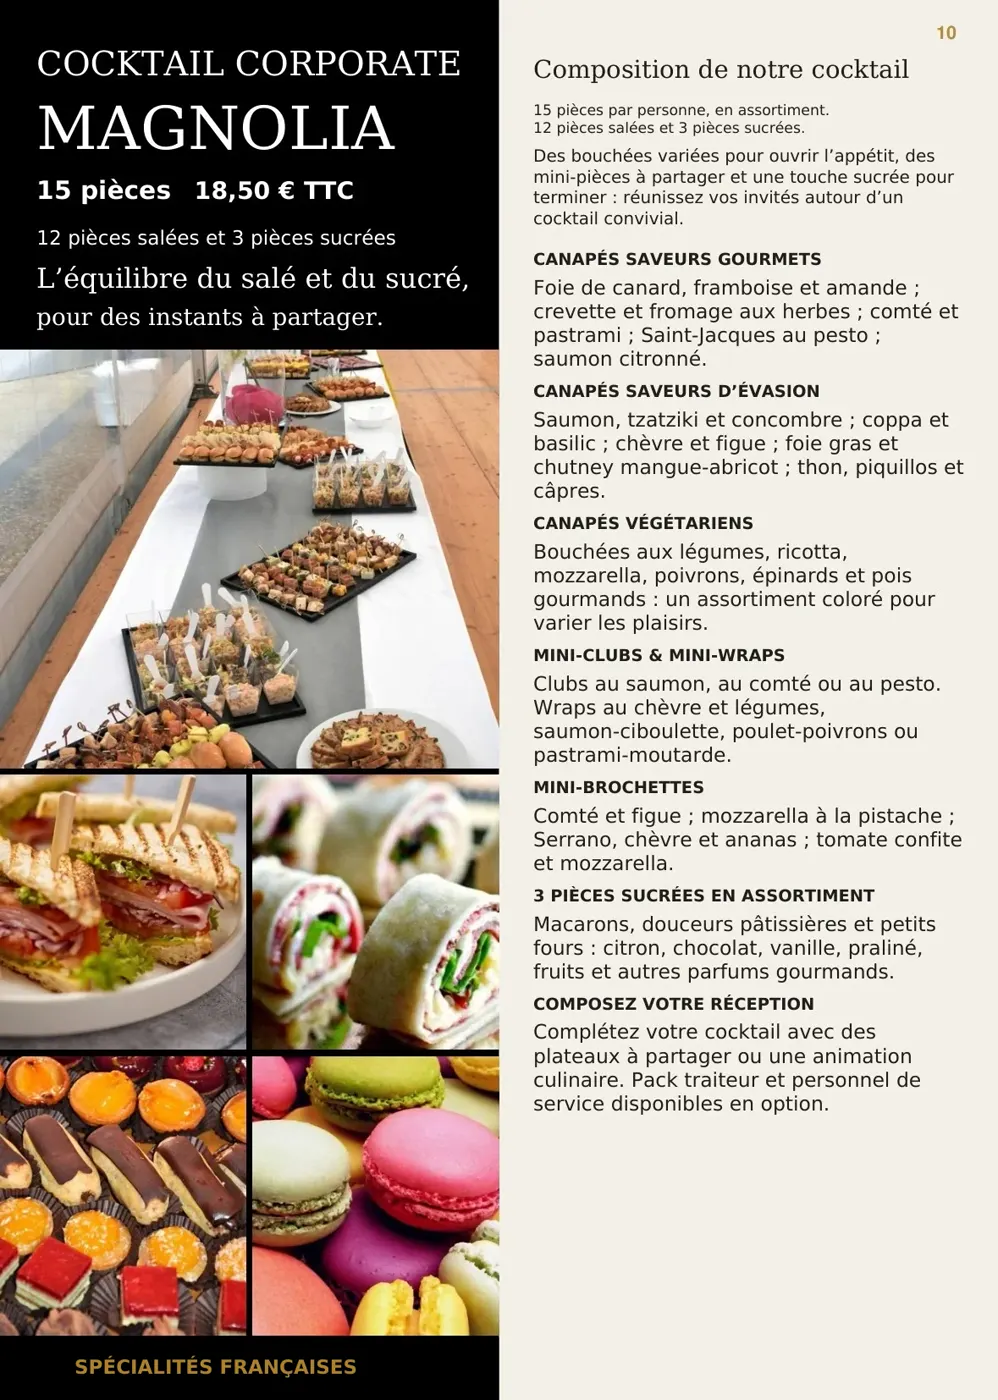 COCKTAIL CORPORATE
MAGNOLIA
15 pièces 18,50 € TTC
12 pièces salées et 3 pièces sucrées
L’équilibre du salé et du sucré,
pour des instants à partager.
SPÉCIALITÉS FRANÇAISES
10
Composition de notre cocktail
15 pièces par personne, en assortiment.
12 pièces salées et 3 pièces sucrées.
Des bouchées variées pour ouvrir l’appétit, des
mini-pièces à partager et une touche sucrée pour
terminer : réunissez vos invités autour d’un
cocktail convivial.
CANAPÉS SAVEURS GOURMETS
Foie de canard, framboise et amande ;
crevette et fromage aux herbes ; comté et
pastrami ; Saint-Jacques au pesto ;
saumon citronné.
CANAPÉS SAVEURS D’ÉVASION
Saumon, tzatziki et concombre ; coppa et
basilic ; chèvre et figue ; foie gras et
chutney mangue-abricot ; thon, piquillos et
câpres.
CANAPÉS VÉGÉTARIENS
Bouchées aux légumes, ricotta,
mozzarella, poivrons, épinards et pois
gourmands : un assortiment coloré pour
varier les plaisirs.
MINI-CLUBS & MINI-WRAPS
Clubs au saumon, au comté ou au pesto.
Wraps au chèvre et légumes,
saumon-ciboulette, poulet-poivrons ou
pastrami-moutarde.
MINI-BROCHETTES
Comté et figue ; mozzarella à la pistache ;
Serrano, chèvre et ananas ; tomate confite
et mozzarella.
3 PIÈCES SUCRÉES EN ASSORTIMENT
Macarons, douceurs pâtissières et petits
fours : citron, chocolat, vanille, praliné,
fruits et autres parfums gourmands.
COMPOSEZ VOTRE RÉCEPTION
Complétez votre cocktail avec des
plateaux à partager ou une animation
culinaire. Pack traiteur et personnel de
service disponibles en option.